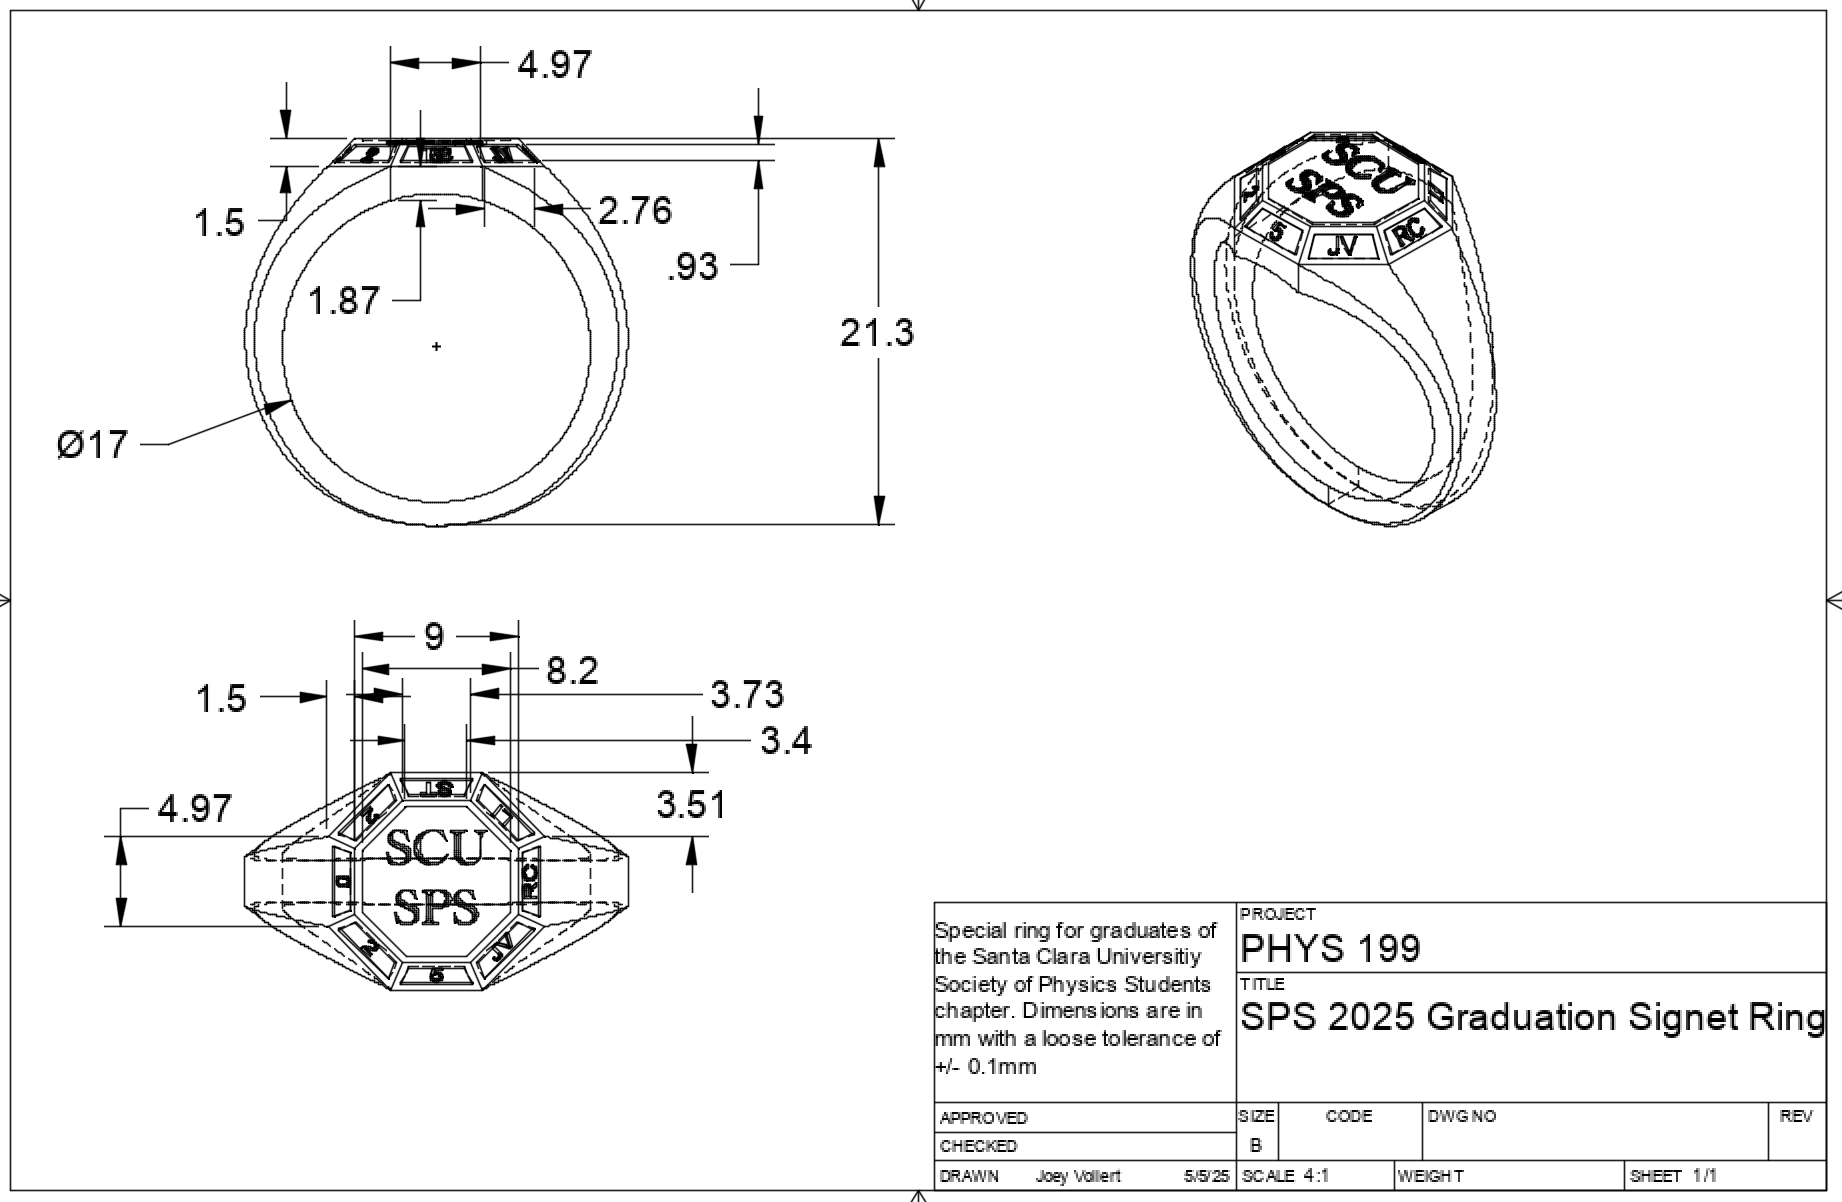 4.97
1.5
2.76
.93
1.87
21.3
Ø17
SCU
SPS
5
JV
RC
9
8.2
1.5
3.73
3.4
4.97
3.51
ST
2
H
SCU
0
RC
SPS
2
JV
5
Special ring for graduates of
the Santa Clara Universitiy
Society of Physics Students
chapter. Dimensions are in
mm with a loose tolerance of
+/- 0.1mm
PROJECT
PHYS 199
TITLE
SPS 2025 Graduation Signet Ring
APPROVED
CHECKED
DRAWN Joey Vollert 5/5/25
SIZE CODE DWG NO REV
B
SCALE 4:1 WEIGHT SHEET 1/1